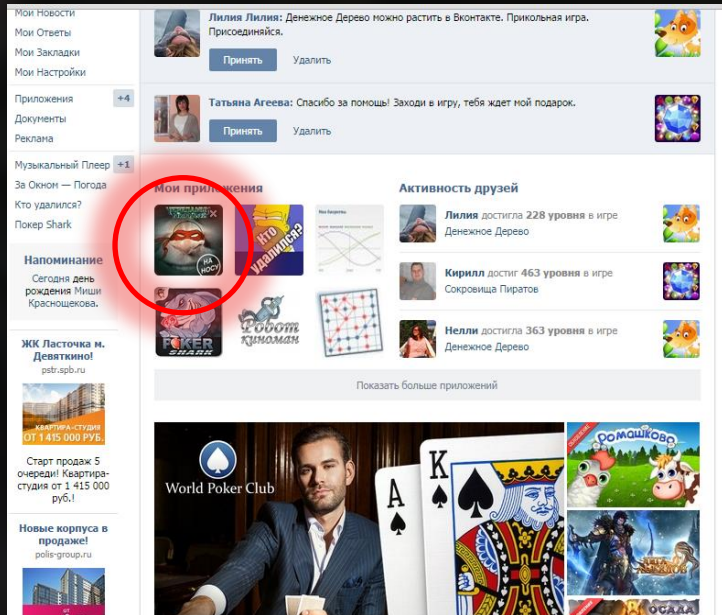 Мои Новости
Мои Ответы
Мои Закладки
Мои Настройки
Приложения +4
Документы
Реклама
Музыкальный Плеер +1
За Окном — Погода
Кто удалился?
Покер Shark
Напоминание
Сегодня день
рождения Миши
Краснощекова.
ЖК Ласточка м.
Девяткино!
pstr.spb.ru
КВАРТИРА-СТУДИЯ
ОТ 1 415 000 РУБ.
Старт продаж 5
очереди! Квартира-
студия от 1 415 000
руб.!
Новые корпуса в
продаже!
polis-group.ru
Лилия Лилия: Денежное Дерево можно растить в Вконтакте. Прикольная игра.
Присоединяйся.
Принять Удалить
Татьяна Агеева: Спасибо за помощь! Заходи в игру, тебя ждет мой подарок.
Принять Удалить
Мои приложения
НА
НОСУ
КТО
УДАЛИЛСЯ?
POKER
SHARK
Робот
киноман
Активность друзей
Лилия достигла 228 уровня в игре
Денежное Дерево
Кирилл достиг 463 уровня в игре
Сокровища Пиратов
Нелли достигла 363 уровня в игре
Денежное Дерево
Показать больше приложений
World Poker Club
A
K
Ромашково
ОСАДА